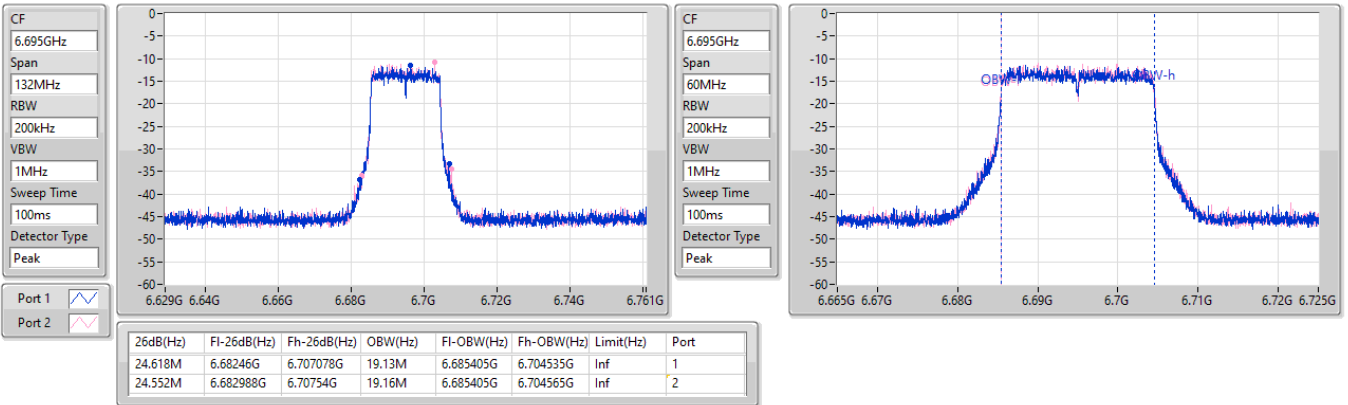 CF
6.695GHz
Span
132MHz
RBW
200kHz
VBW
1MHz
Sweep Time
100ms
Detector Type
Peak
Port 1
Port 2
0
-5
-10
-15
-20
-25
-30
-35
-40
-45
-50
-55
-60
6.629G 6.64G 6.66G 6.68G 6.7G 6.72G 6.74G 6.761G
CF
6.695GHz
Span
60MHz
RBW
200kHz
VBW
1MHz
Sweep Time
100ms
Detector Type
Peak
0
-5
-10
-15
-20
-25
-30
-35
-40
-45
-50
-55
-60
6.665G 6.67G 6.68G 6.69G 6.7G 6.71G 6.72G 6.725G
26dB(Hz) Fl-26dB(Hz) Fh-26dB(Hz) OBW(Hz) Fl-OBW(Hz) Fh-OBW(Hz) Limit(Hz) Port
24.618M 6.68246G 6.707078G 19.13M 6.685405G 6.704535G Inf 1
24.552M 6.682988G 6.70754G 19.16M 6.685405G 6.704565G Inf 2